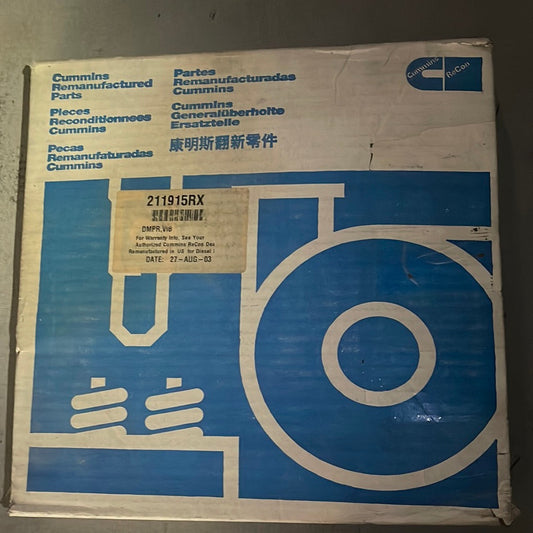 Cummins
Remanufactured
Parts
Pieces
Reconditionnees
Cummins
Pecas
Remanufaturadas
Cummins
Partes
Remanufacturadas
Cummins
Cummins
Generalüberholte
Ersatzteile
康明斯翻新零件
Cummins
ReCon
211915RX
DMPR,VIB
For Warranty Info, See Your
Authorized Cummins ReCon Dea
Remanufactured in US for Diesel
DATE: 27-AUG-03